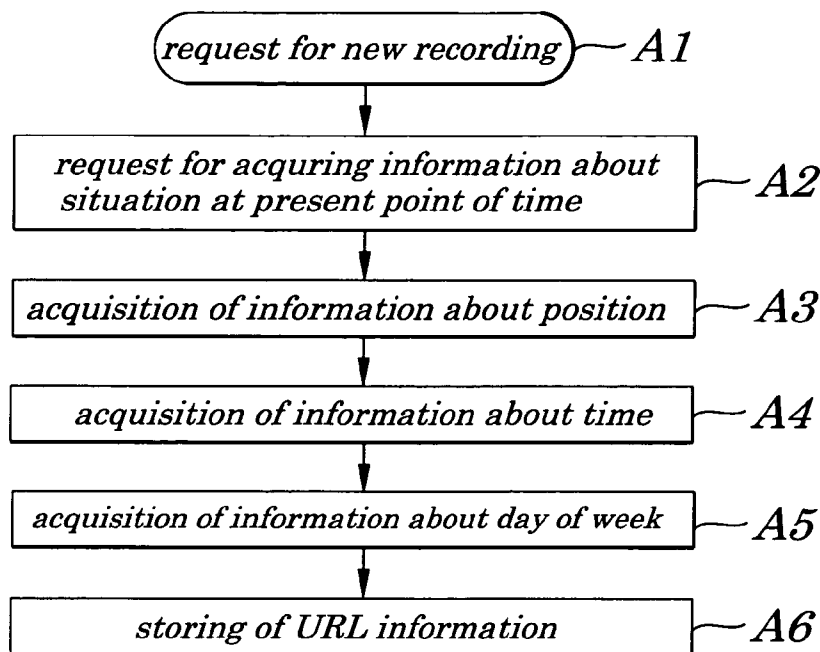 request for new recording A1
request for acquring information about
situation at present point of time A2
acquisition of information about position A3
acquisition of information about time A4
acquisition of information about day of week A5
storing of URL information A6